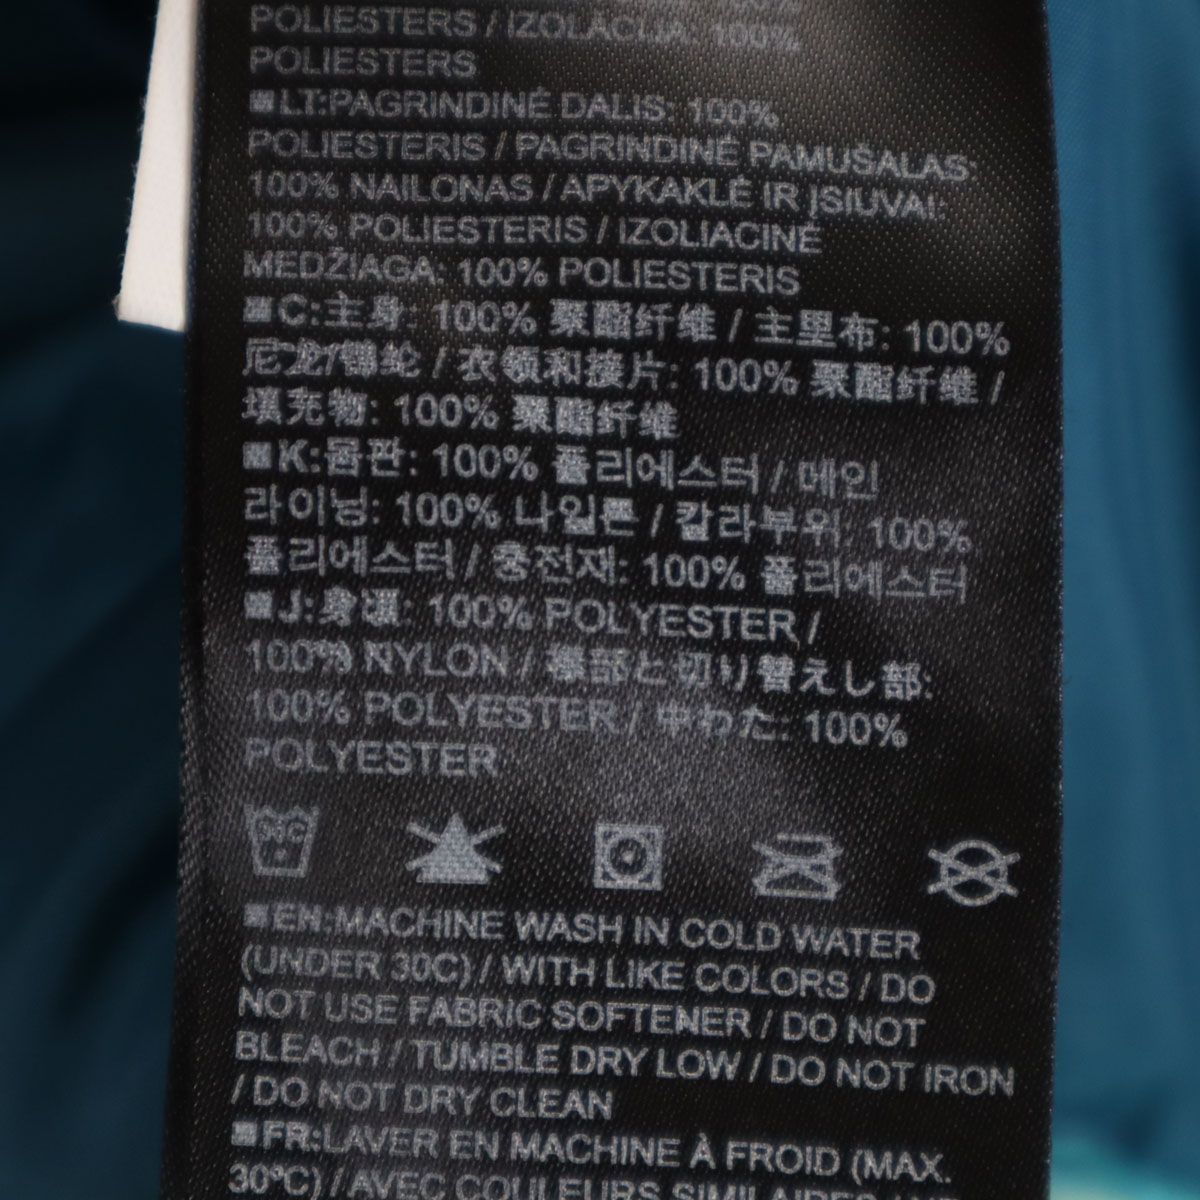 POLIESTERS / IZOLĀCIJA: 100%
POLIESTERS
■LT:PAGRINDINĖ DALIS: 100%
POLIESTERIS / PAGRINDINĖ PAMUŠALAS:
100% NAILONAS / APYKAKLĖ IR ĮSIUVAI:
100% POLIESTERIS / IZOLIACINĖ
MEDŽIAGA: 100% POLIESTERIS
■C:主身: 100% 聚酯纤维 / 主里布: 100%
尼龙/锦纶 / 衣领和接片: 100% 聚酯纤维 /
填充物: 100% 聚酯纤维
■K:몸판: 100% 폴리에스터 / 메인
라이닝: 100% 나일론 / 칼라부위: 100%
폴리에스터 / 충전재: 100% 폴리에스터
■J:身頃: 100% POLYESTER /
100% NYLON / 襟部と切り替えし部:
100% POLYESTER / 中わた: 100%
POLYESTER
30C
■EN:MACHINE WASH IN COLD WATER
(UNDER 30C) / WITH LIKE COLORS / DO
NOT USE FABRIC SOFTENER / DO NOT
BLEACH / TUMBLE DRY LOW / DO NOT IRON
/ DO NOT DRY CLEAN
■FR:LAVER EN MACHINE À FROID (MAX.
30ºC) / AVEC COULEURS SIMILAIRES